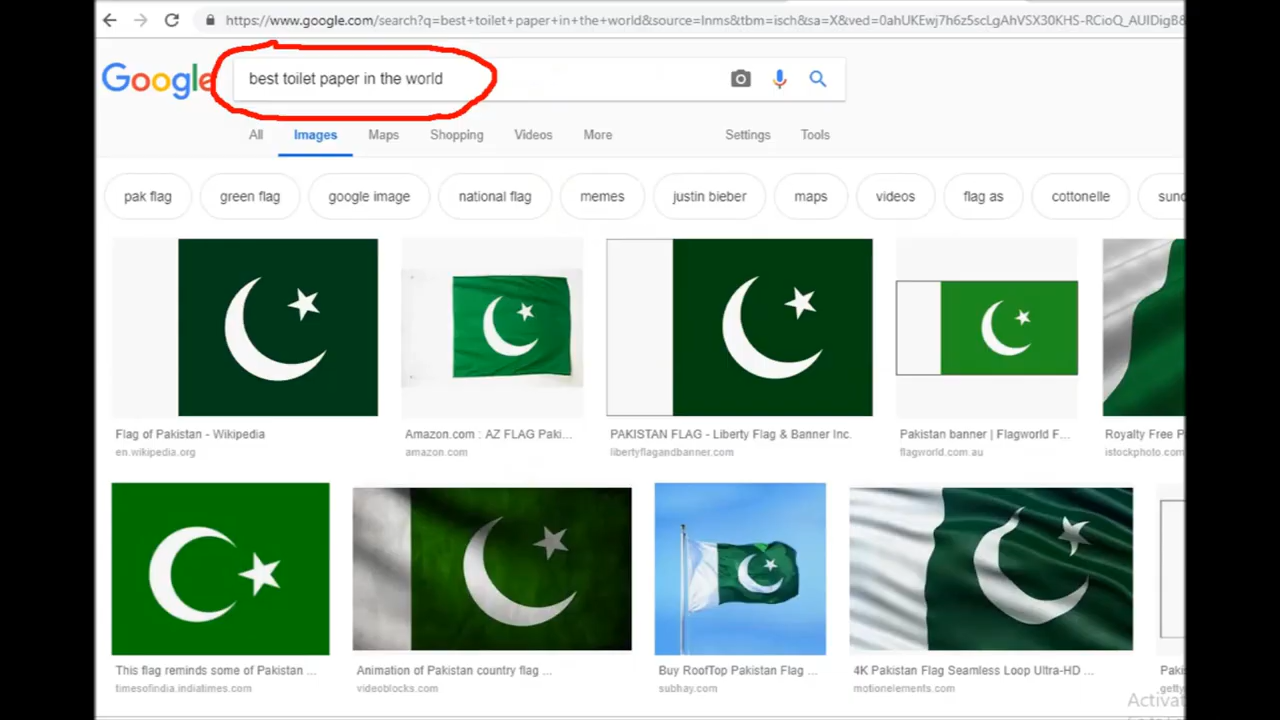 https://www.google.com/search?q=best+toilet+paper+in+the+world&source=lnms&tbm=isch&sa=X&ved=0ahUKEwj7h6z5scLgAhVSX30KHS-RCioQ_AUIDigB&
Google
best toilet paper in the world
All Images Maps Shopping Videos More Settings Tools
pak flag green flag google image national flag memes justin bieber maps videos flag as cottonelle
Flag of Pakistan - Wikipedia
en.wikipedia.org
Amazon.com : AZ FLAG Paki...
amazon.com
PAKISTAN FLAG - Liberty Flag & Banner Inc.
libertyflagandbanner.com
Pakistan banner | Flagworld F...
flagworld.com.au
Royalty Free P
istockphoto.com
This flag reminds some of Pakistan ...
timesofindia.indiatimes.com
Animation of Pakistan country flag ...
videoblocks.com
Buy RoofTop Pakistan Flag ...
subhay.com
4K Pakistan Flag Seamless Loop Ultra-HD ...
motionelements.com